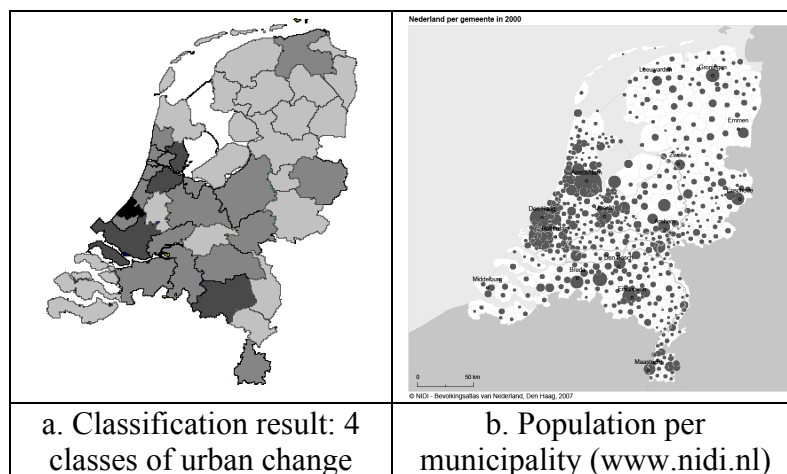 Nederland per gemeente in 2000
Leeuwarden
Groningen
Emmen
Zwolle
Amsterdam
Enschede
Den Haag
Utrecht
Rotterdam
Arnhem
Den Bosch
Breda
Middelburg
Eindhoven
Maastricht
0 50 km
© NIDI - Bevolkingsatlas van Nederland, Den Haag, 2007
a. Classification result: 4
classes of urban change
b. Population per
municipality (www.nidi.nl)